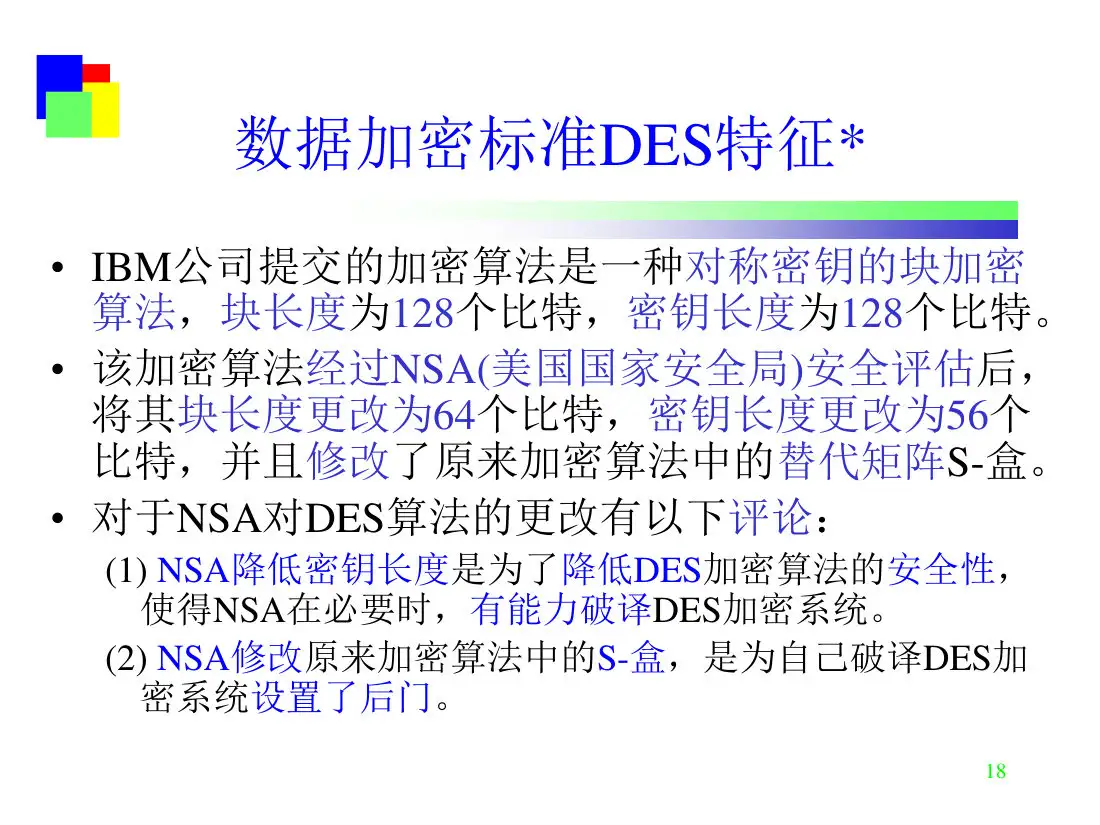 数据加密标准DES特征*
• IBM公司提交的加密算法是一种对称密钥的块加密
算法，块长度为128个比特，密钥长度为128个比特。
• 该加密算法经过NSA(美国国家安全局)安全评估后，
将其块长度更改为64个比特，密钥长度更改为56个
比特，并且修改了原来加密算法中的替代矩阵S-盒。
• 对于NSA对DES算法的更改有以下评论：
(1) NSA降低密钥长度是为了降低DES加密算法的安全性，
使得NSA在必要时，有能力破译DES加密系统。
(2) NSA修改原来加密算法中的S-盒，是为自己破译DES加
密系统设置了后门。
18